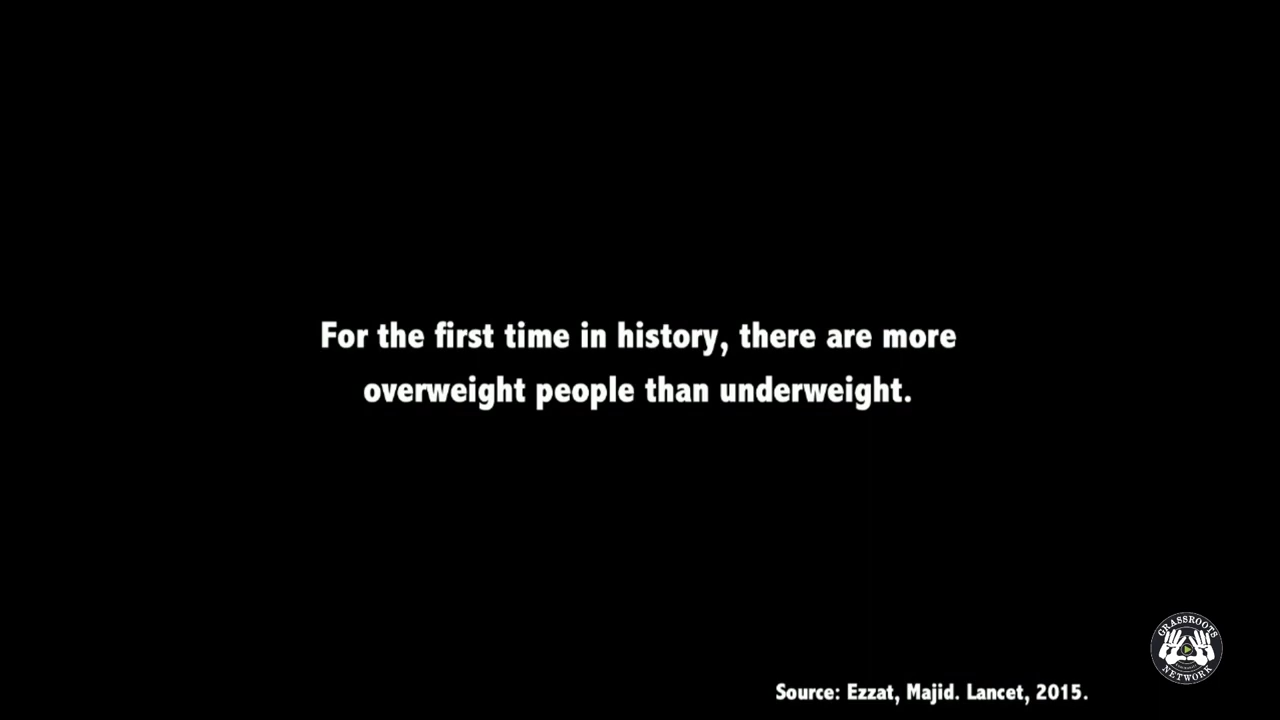 For the first time in history, there are more
overweight people than underweight.
GRASSROOTS
NETWORK
Source: Ezzat, Majid. Lancet, 2015.